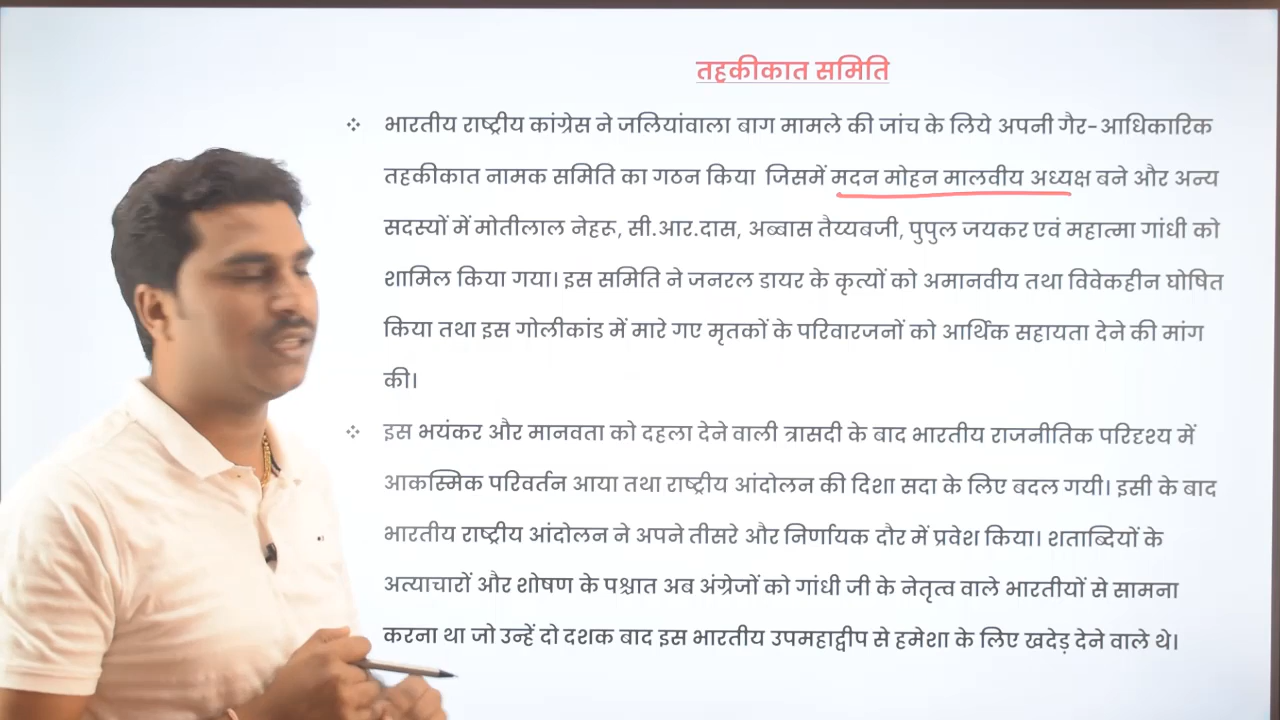 तहकीकात समिति
❖ भारतीय राष्ट्रीय कांग्रेस ने जलियांवाला बाग मामले की जांच के लिये अपनी गैर-आधिकारिक
तहकीकात नामक समिति का गठन किया जिसमें मदन मोहन मालवीय अध्यक्ष बने और अन्य
सदस्यों में मोतीलाल नेहरू, सी.आर.दास, अब्बास तैय्यबजी, पुपुल जयकर एवं महात्मा गांधी को
शामिल किया गया। इस समिति ने जनरल डायर के कृत्यों को अमानवीय तथा विवेकहीन घोषित
किया तथा इस गोलीकांड में मारे गए मृतकों के परिवारजनों को आर्थिक सहायता देने की मांग
की।
❖ इस भयंकर और मानवता को दहला देने वाली त्रासदी के बाद भारतीय राजनीतिक परिदृश्य में
आकस्मिक परिवर्तन आया तथा राष्ट्रीय आंदोलन की दिशा सदा के लिए बदल गयी। इसी के बाद
भारतीय राष्ट्रीय आंदोलन ने अपने तीसरे और निर्णायक दौर में प्रवेश किया। शताब्दियों के
अत्याचारों और शोषण के पश्चात अब अंग्रेजों को गांधी जी के नेतृत्व वाले भारतीयों से सामना
करना था जो उन्हें दो दशक बाद इस भारतीय उपमहाद्वीप से हमेशा के लिए खदेड़ देने वाले थे।